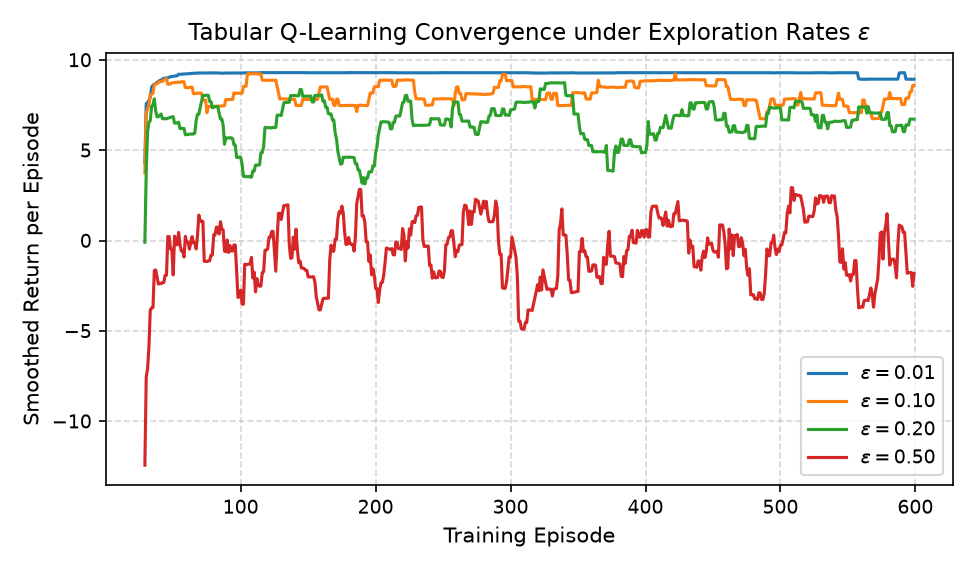 Tabular Q-Learning Convergence under Exploration Rates ε
Smoothed Return per Episode
10
5
0
−5
−10
100 200 300 400 500 600
Training Episode
ε = 0.01
ε = 0.10
ε = 0.20
ε = 0.50